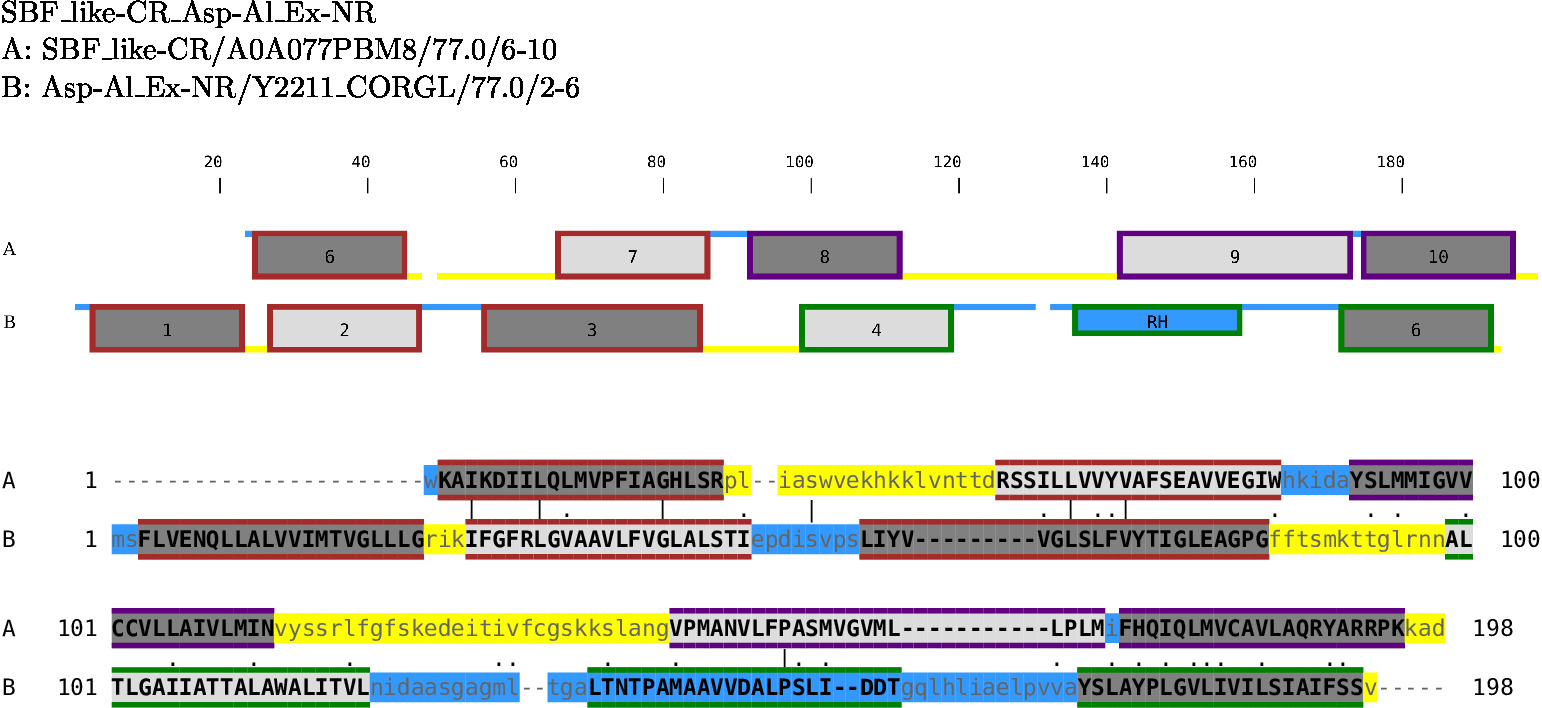 SBF_like-CR_Asp-Al_Ex-NR
A: SBF_like-CR/A0A077PBM8/77.0/6-10
B: Asp-Al_Ex-NR/Y2211_CORGL/77.0/2-6
20 40 60 80 100 120 140 160 180
A 6 7 8 9 10
B 1 2 3 4 RH 6
A 1 -----------------------wKAIKDIILQLMVPFIAGHLSRpl--iaswvekhkklvnttdRSSILLVVYVAFSEAVVEGIWhkidaYSLMMIGVV 100
B 1 msFLVENQLLALVVIMTVGLLLGrikIFGFRLGVAAVLFVGLALSTIepdisvpsLIYV---------VGLSLFVYTIGLEAGPGfftsmkttglrnnAL 100
A 101 CCVLLAIVLMINvyssrlfgfskedeitivfcgskkslangVPMANVLFPASMVGVML-----------LPLMiFHQIQLMVCAVLAQRYARRPKkad 198
B 101 TLGAIIATTALAWALITVLnidaasgagml--tgaLTNTPAMAAVVDALPSLI--DDTgqlhliaelpvvaYSLAYPLGVLIVILSIAIFSSv----- 198